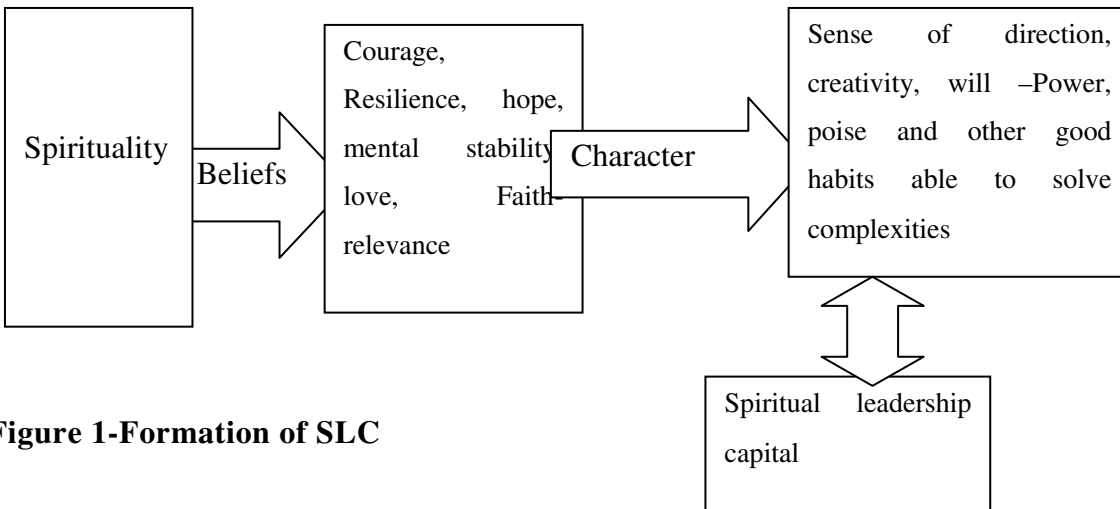 Spirituality
Beliefs
Courage,
Resilience, hope,
mental stability
love, Faith-
relevance
Character
Sense of direction,
creativity, will –Power,
poise and other good
habits able to solve
complexities
Spiritual leadership
capital
Figure 1-Formation of SLC